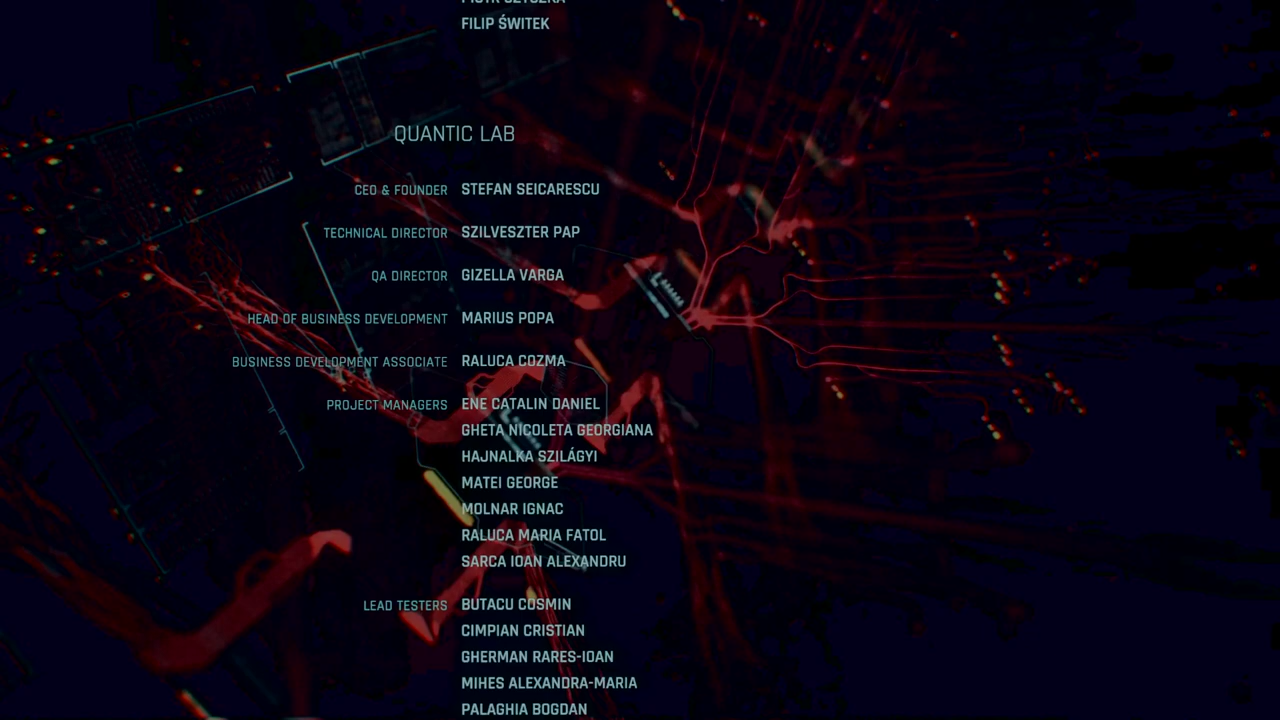 FILIP ŚWITEK
QUANTIC LAB
CEO & FOUNDER STEFAN SEICARESCU
TECHNICAL DIRECTOR SZILVESZTER PAP
QA DIRECTOR GIZELLA VARGA
HEAD OF BUSINESS DEVELOPMENT MARIUS POPA
BUSINESS DEVELOPMENT ASSOCIATE RALUCA COZMA
PROJECT MANAGERS ENE CATALIN DANIEL
GHETA NICOLETA GEORGIANA
HAJNALKA SZILÁGYI
MATEI GEORGE
MOLNAR IGNAC
RALUCA MARIA FATOL
SARCA IOAN ALEXANDRU
LEAD TESTERS BUTACU COSMIN
CIMPIAN CRISTIAN
GHERMAN RARES-IOAN
MIHES ALEXANDRA-MARIA
PALAGHIA BOGDAN